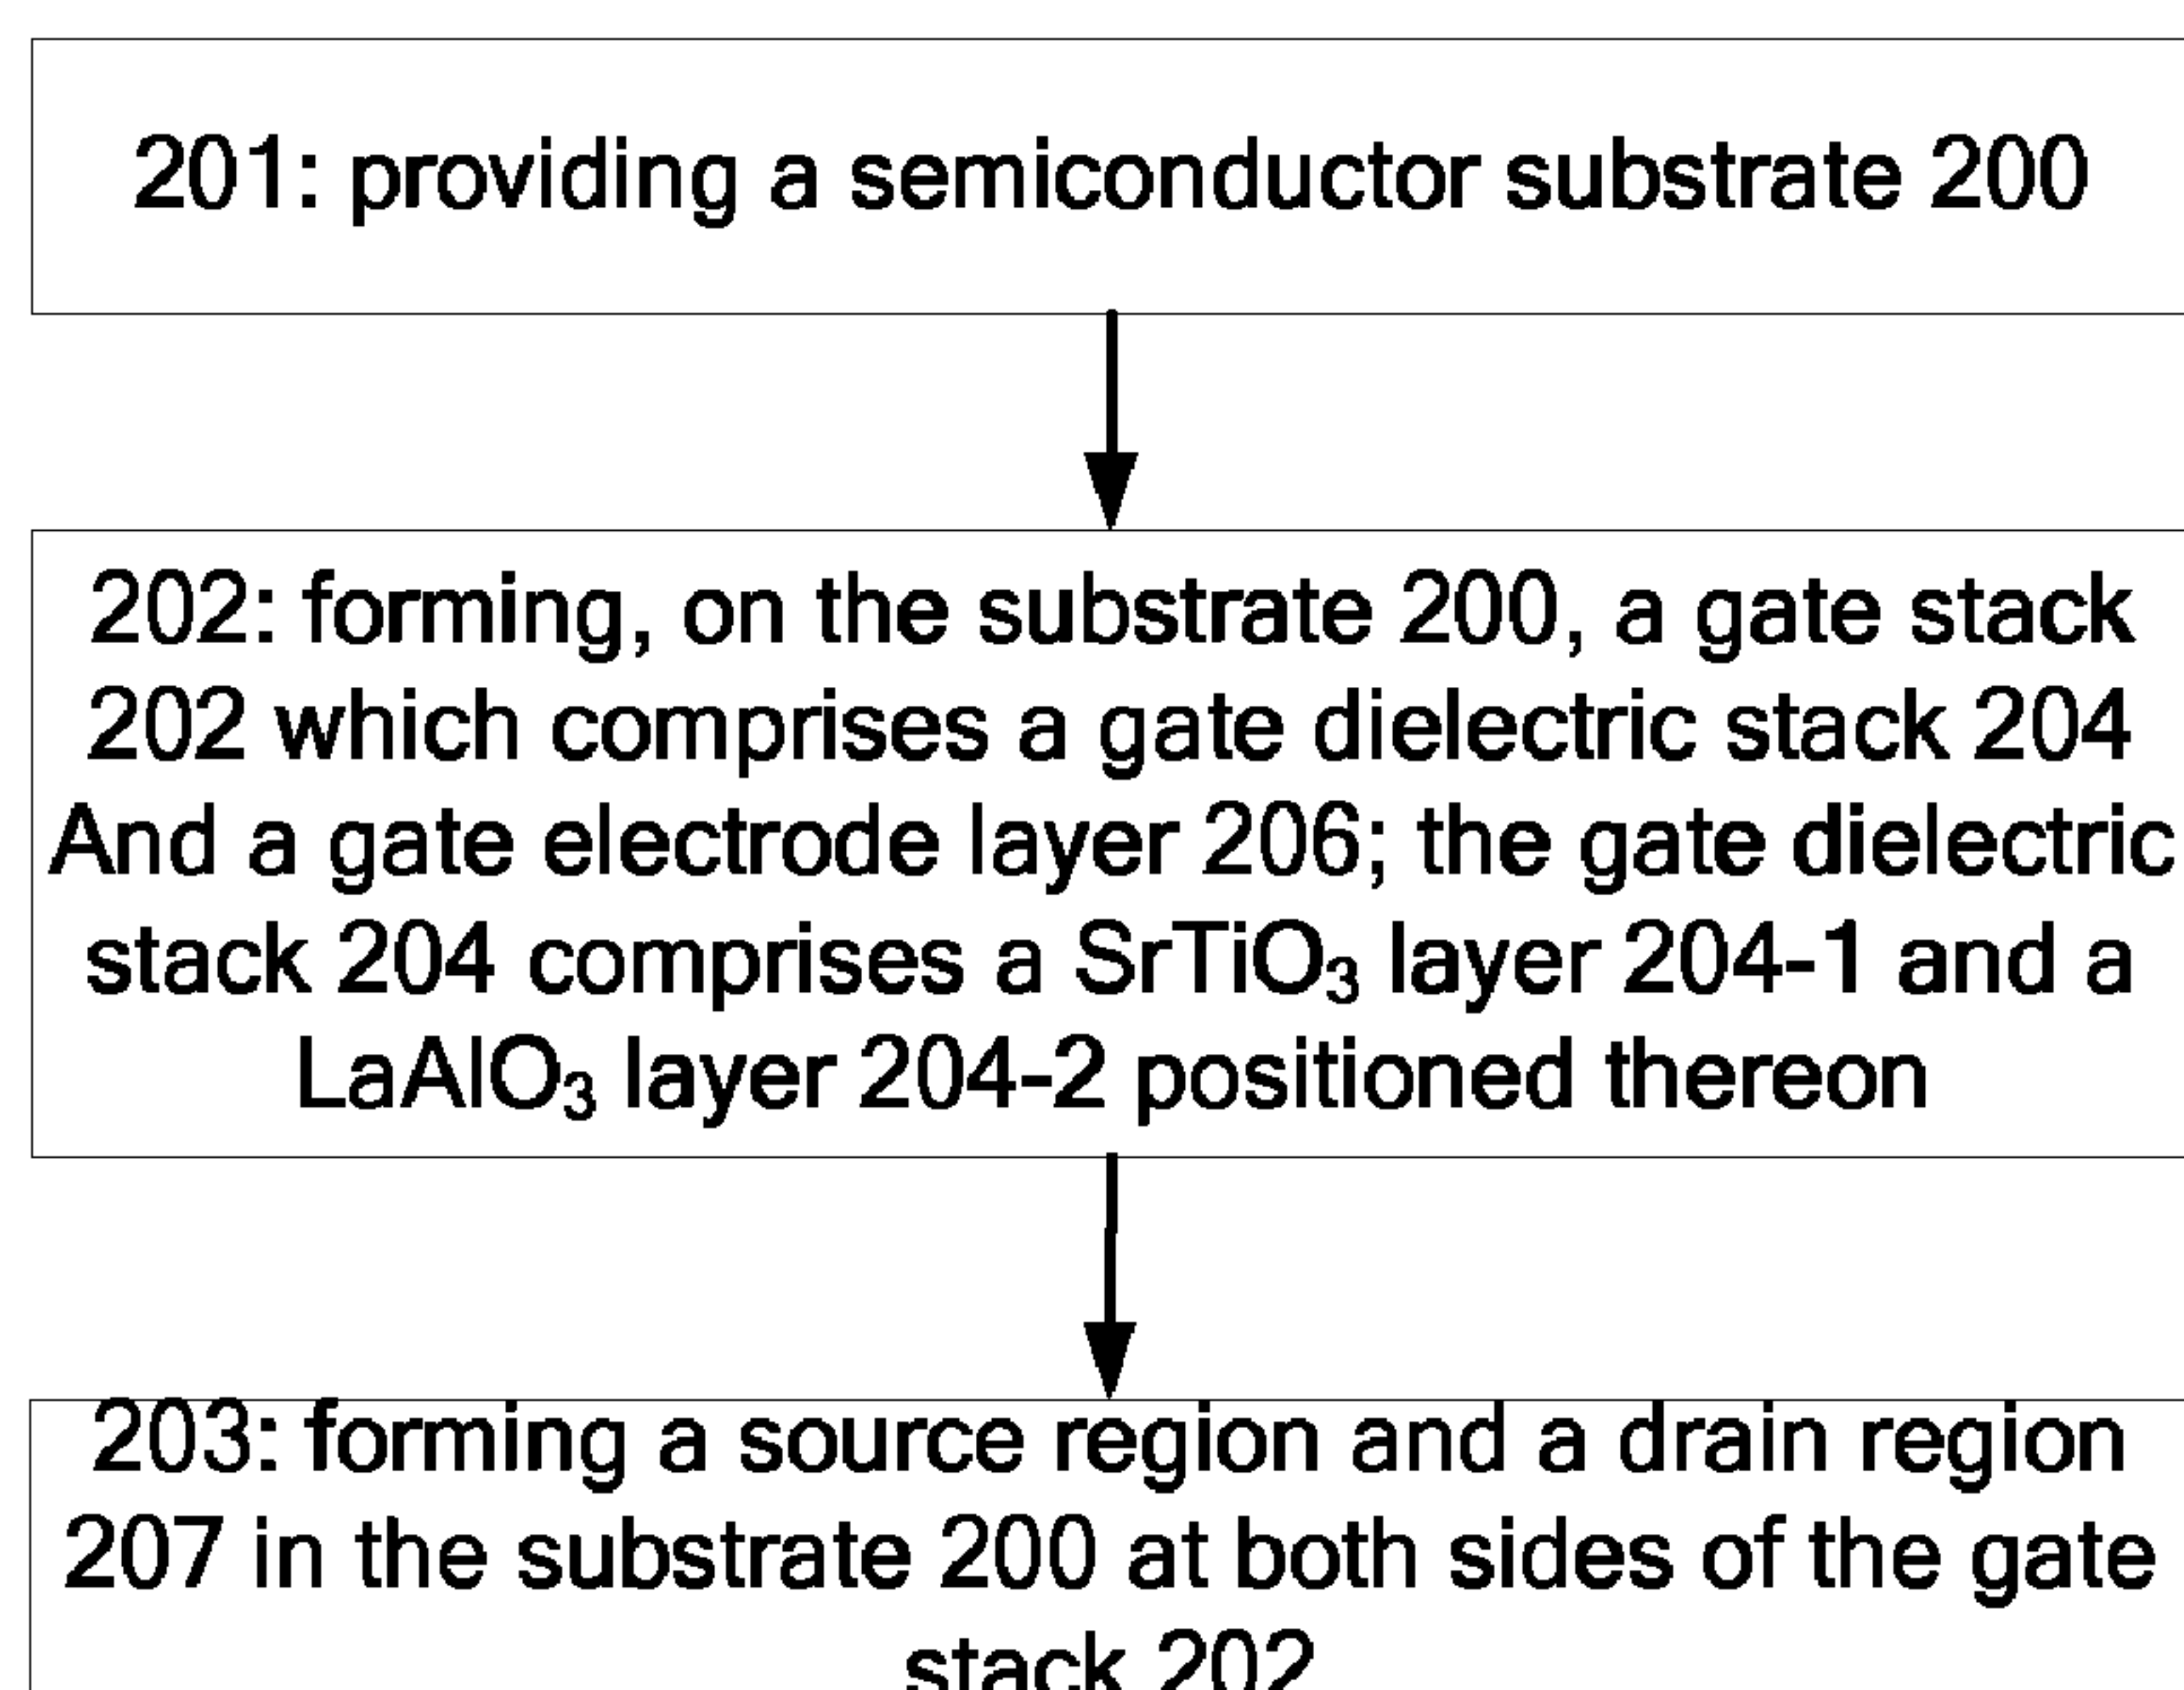 201: providing a semiconductor substrate 200
202: forming, on the substrate 200, a gate stack
202 which comprises a gate dielectric stack 204
And a gate electrode layer 206; the gate dielectric
stack 204 comprises a SrTiO₃ layer 204-1 and a
LaAlO₃ layer 204-2 positioned thereon
203: forming a source region and a drain region
207 in the substrate 200 at both sides of the gate
stack 202